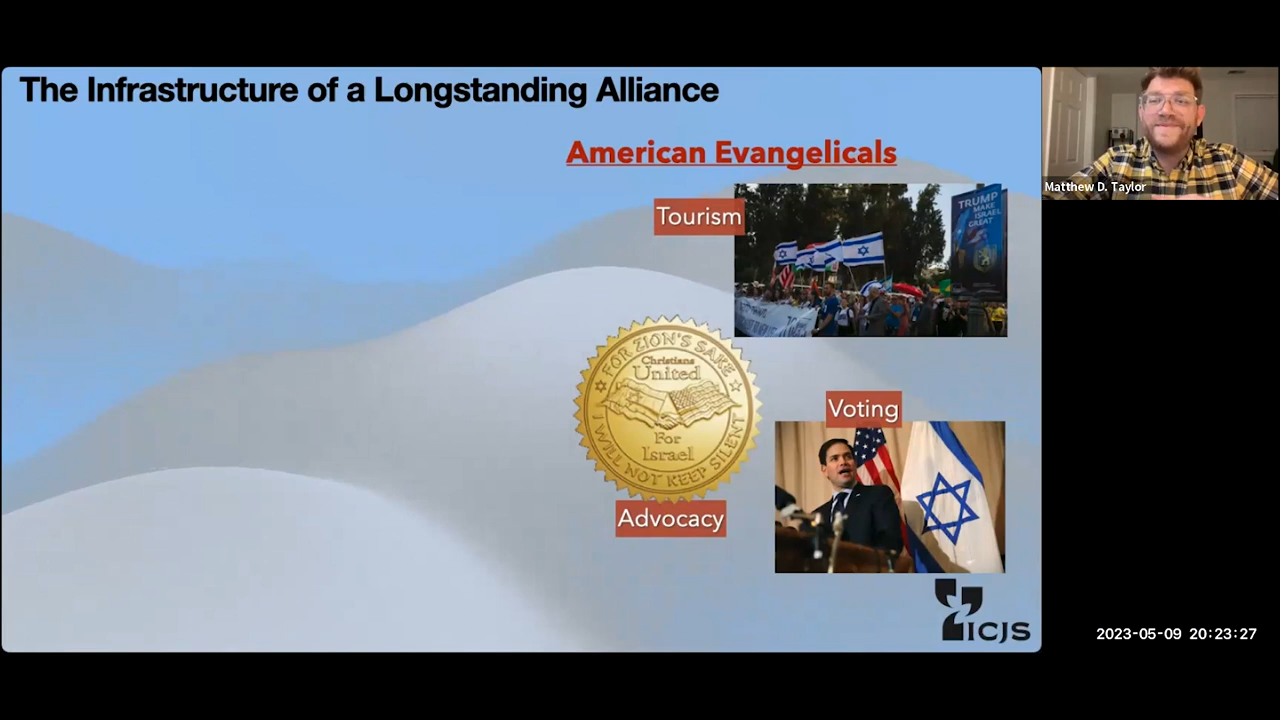 The Infrastructure of a Longstanding Alliance
American Evangelicals
Tourism
TRUMP
MAKE
ISRAEL
GREAT
FOR ZION'S SAKE
Christians
United
For
Israel
I WILL NOT KEEP SILENT
Advocacy
Voting
ICJS
Matthew D. Taylor
2023-05-09 20:23:27